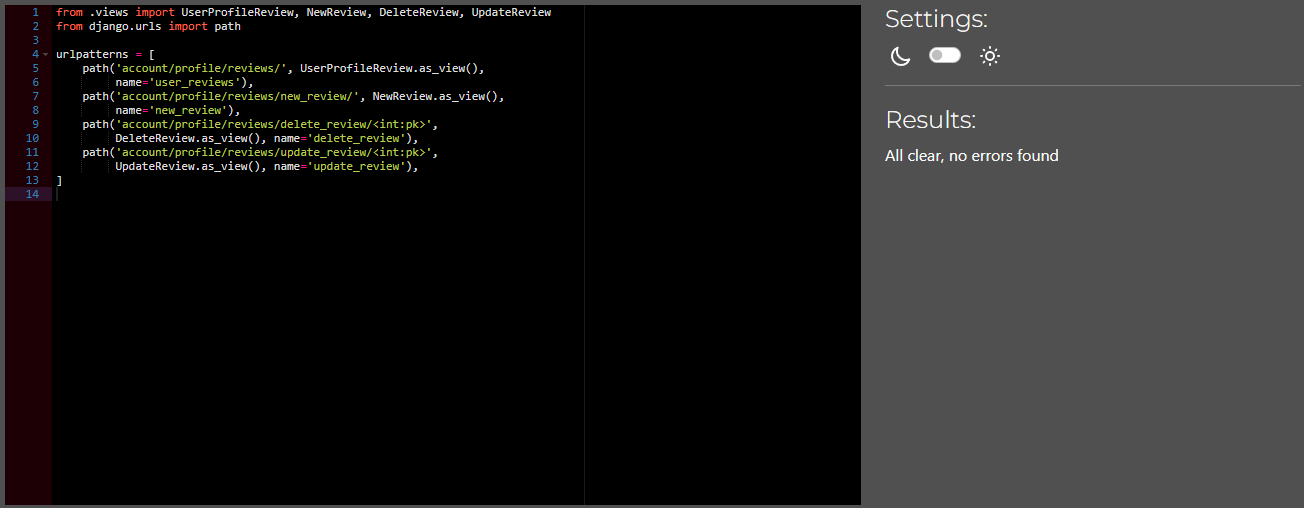 1 from .views import UserProfileReview, NewReview, DeleteReview, UpdateReview
2 from django.urls import path
3
4 urlpatterns = [
5     path('account/profile/reviews/', UserProfileReview.as_view(),
6          name='user_reviews'),
7     path('account/profile/reviews/new_review/', NewReview.as_view(),
8          name='new_review'),
9     path('account/profile/reviews/delete_review/<int:pk>',
10          DeleteReview.as_view(), name='delete_review'),
11     path('account/profile/reviews/update_review/<int:pk>',
12          UpdateReview.as_view(), name='update_review'),
13 ]
14
Settings:
Results:
All clear, no errors found